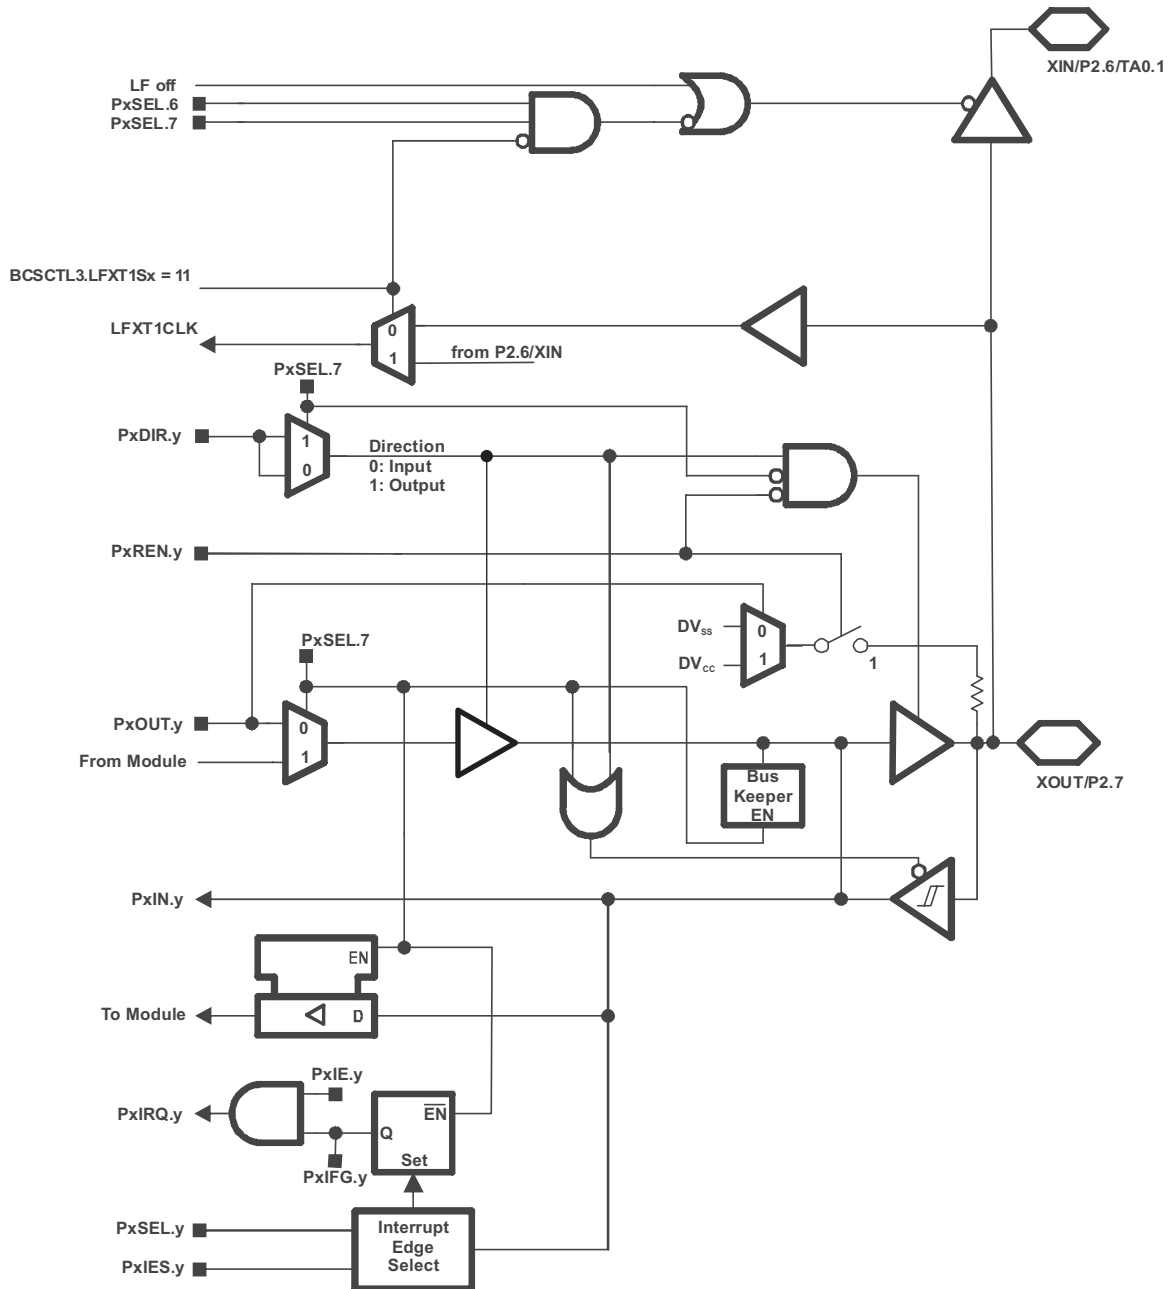 XIN/P2.6/TA0.1
LF off
PxSEL.6
PxSEL.7
BCSCTL3.LFXT1Sx = 11
LFXT1CLK
0
1
from P2.6/XIN
PxSEL.7
PxDIR.y
1
0
Direction
0: Input
1: Output
PxREN.y
DVss
DVcc
0
1
1
PxSEL.7
PxOUT.y
0
1
From Module
Bus
Keeper
EN
XOUT/P2.7
PxIN.y
EN
To Module
D
PxIE.y
PxIRQ.y
EN
Q
Set
PxIFG.y
PxSEL.y
PxIES.y
Interrupt
Edge
Select